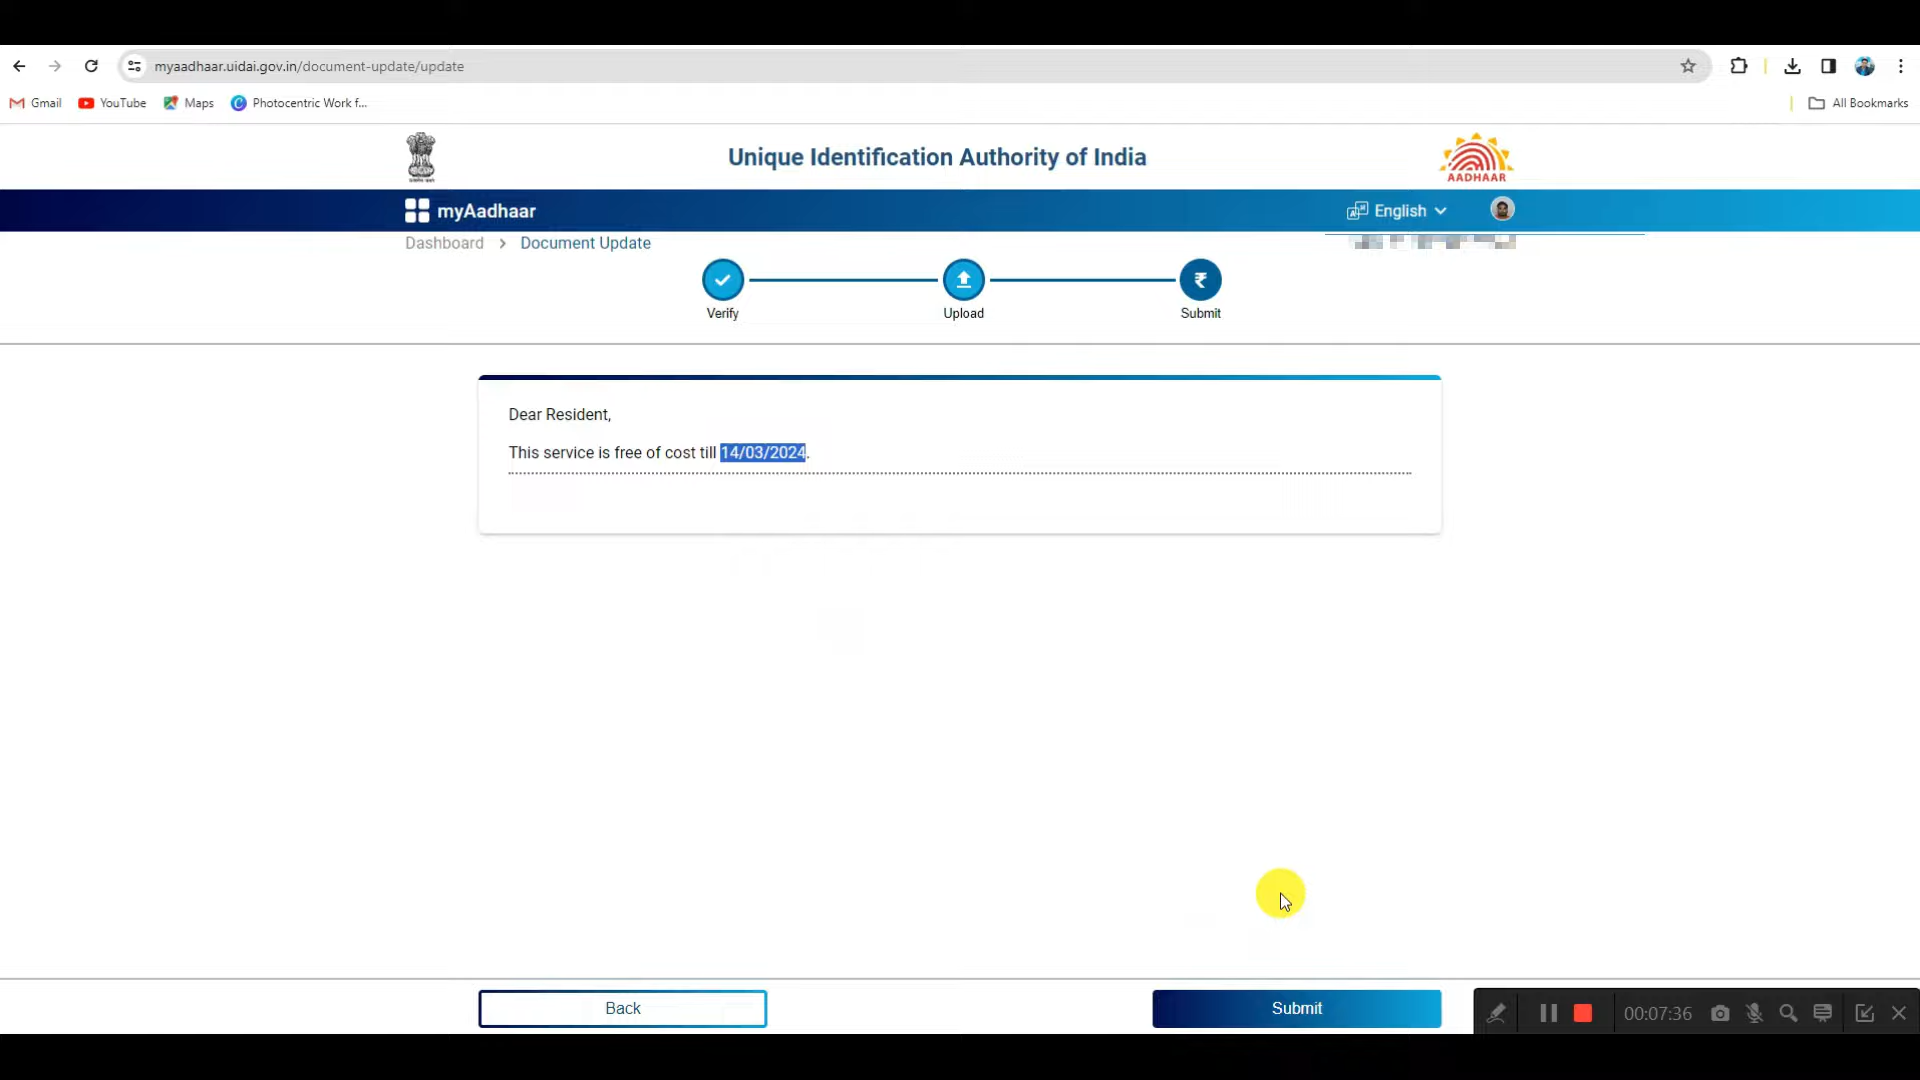 myaadhaar.uidai.gov.in/document-update/update
Gmail YouTube Maps Photocentric Work f... All Bookmarks
Unique Identification Authority of India
AADHAAR
myAadhaar English
Dashboard > Document Update
Verify Upload Submit
Dear Resident,
This service is free of cost till 14/03/2024.
Back Submit
00:07:36